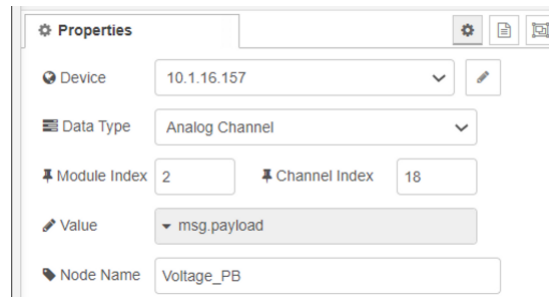 Properties
Device 10.1.16.157
Data Type Analog Channel
Module Index 2 Channel Index 18
Value msg.payload
Node Name Voltage_PB